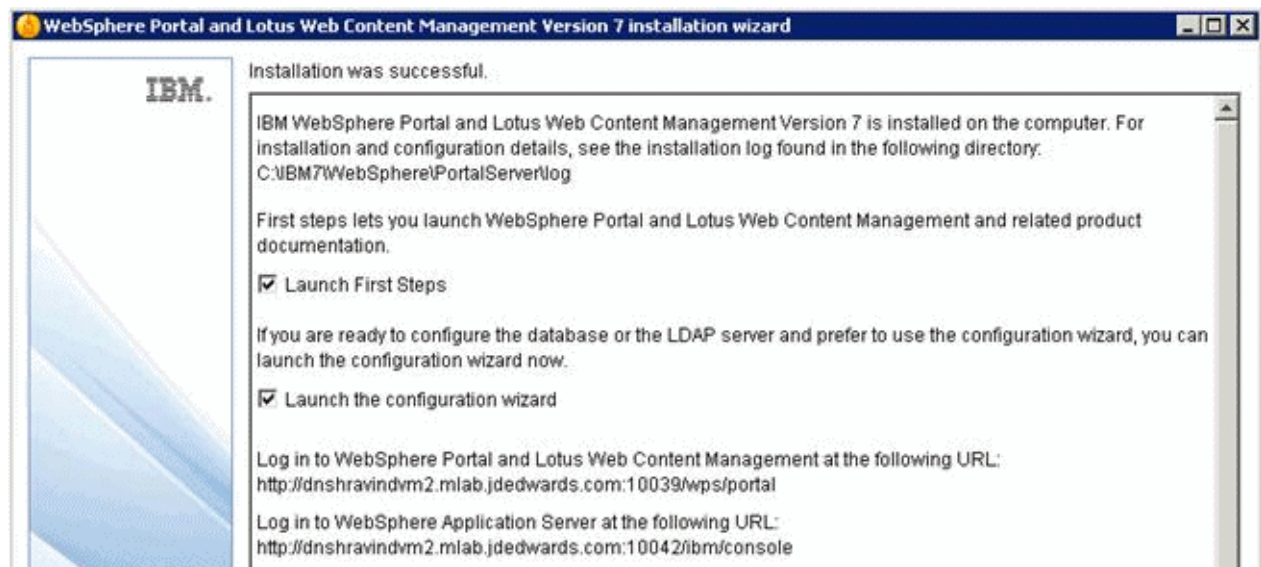 WebSphere Portal and Lotus Web Content Management Version 7 installation wizard
IBM.
Installation was successful.
IBM WebSphere Portal and Lotus Web Content Management Version 7 is installed on the computer. For
installation and configuration details, see the installation log found in the following directory:
C:\IBM7\WebSphere\PortalServer\log
First steps lets you launch WebSphere Portal and Lotus Web Content Management and related product
documentation.
Launch First Steps
If you are ready to configure the database or the LDAP server and prefer to use the configuration wizard, you can
launch the configuration wizard now.
Launch the configuration wizard
Log in to WebSphere Portal and Lotus Web Content Management at the following URL:
http://dnshravindvm2.mlab.jdedwards.com:10039/wps/portal
Log in to WebSphere Application Server at the following URL:
http://dnshravindvm2.mlab.jdedwards.com:10042/ibm/console